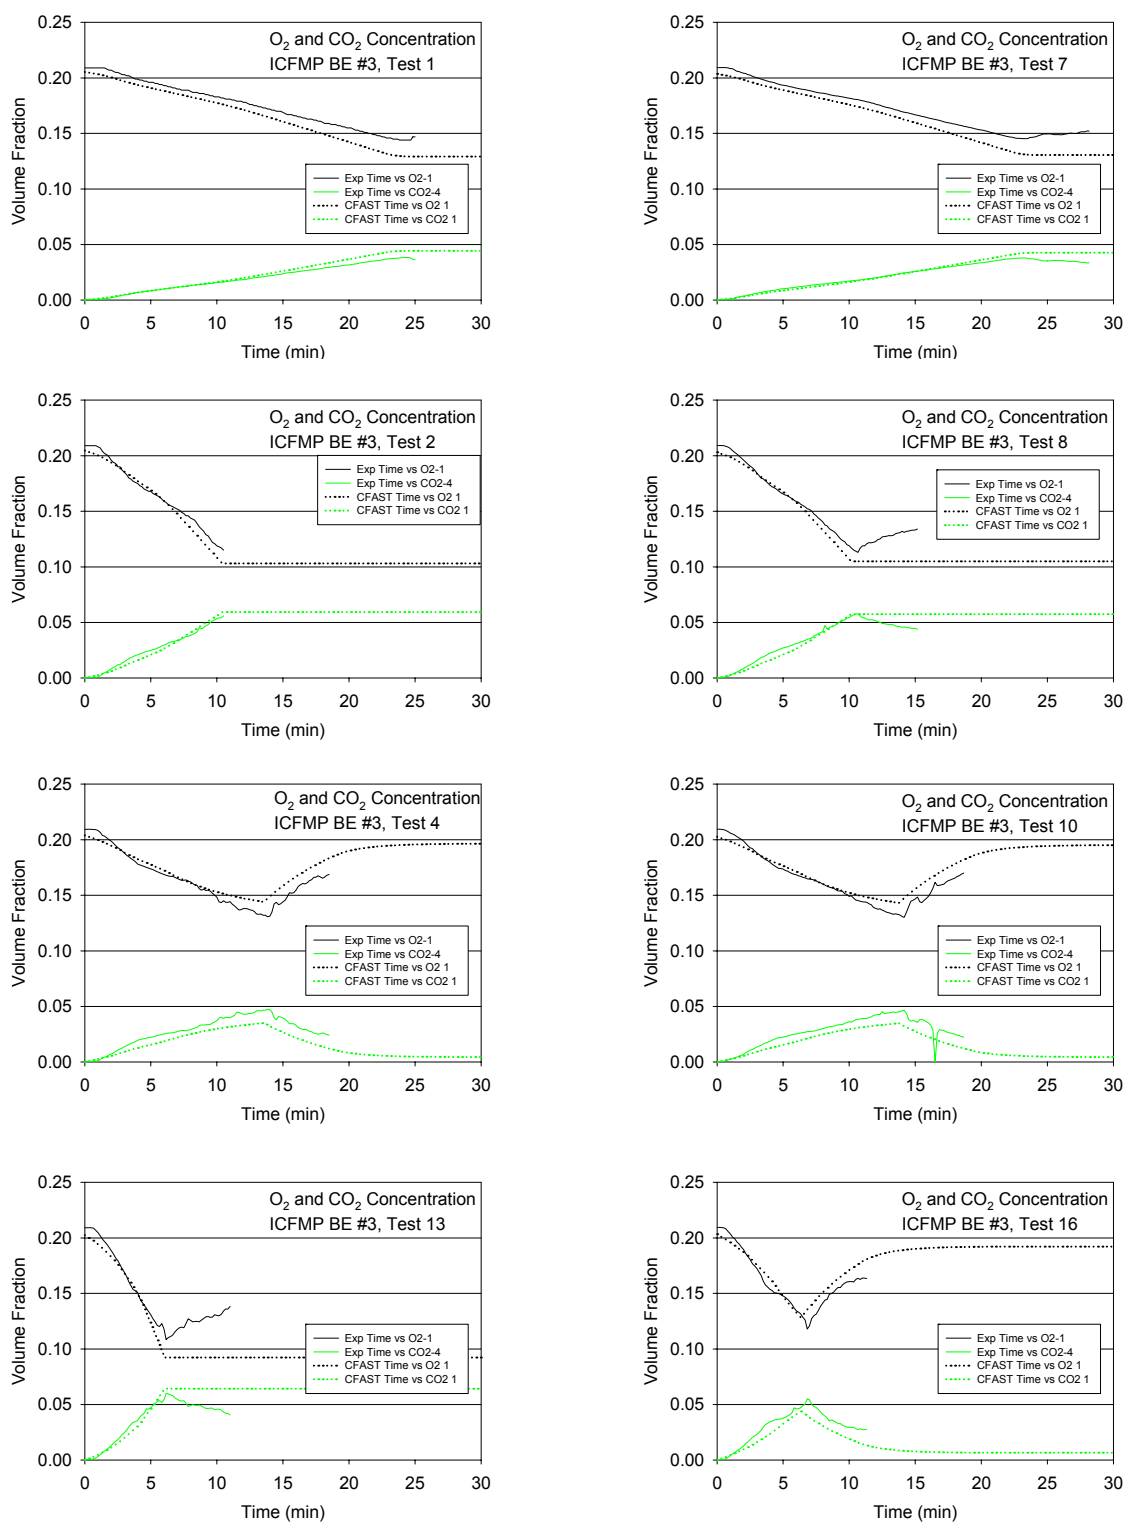 O2 and CO2 Concentration
ICFMP BE #3, Test 1
0.25
0.20
0.15
0.10
0.05
0.00
Volume Fraction
Exp Time vs O2-1
Exp Time vs CO2-4
CFAST Time vs O2 1
CFAST Time vs CO2 1
0 5 10 15 20 25 30
Time (min)
O2 and CO2 Concentration
ICFMP BE #3, Test 7
0.25
0.20
0.15
0.10
0.05
0.00
Volume Fraction
Exp Time vs O2-1
Exp Time vs CO2-4
CFAST Time vs O2 1
CFAST Time vs CO2 1
0 5 10 15 20 25 30
Time (min)
O2 and CO2 Concentration
ICFMP BE #3, Test 2
0.25
0.20
0.15
0.10
0.05
0.00
Volume Fraction
Exp Time vs O2-1
Exp Time vs CO2-4
CFAST Time vs O2 1
CFAST Time vs CO2 1
0 5 10 15 20 25 30
Time (min)
O2 and CO2 Concentration
ICFMP BE #3, Test 8
0.25
0.20
0.15
0.10
0.05
0.00
Volume Fraction
Exp Time vs O2-1
Exp Time vs CO2-4
CFAST Time vs O2 1
CFAST Time vs CO2 1
0 5 10 15 20 25 30
Time (min)
O2 and CO2 Concentration
ICFMP BE #3, Test 4
0.25
0.20
0.15
0.10
0.05
0.00
Volume Fraction
Exp Time vs O2-1
Exp Time vs CO2-4
CFAST Time vs O2 1
CFAST Time vs CO2 1
0 5 10 15 20 25 30
Time (min)
O2 and CO2 Concentration
ICFMP BE #3, Test 10
0.25
0.20
0.15
0.10
0.05
0.00
Volume Fraction
Exp Time vs O2-1
Exp Time vs CO2-4
CFAST Time vs O2 1
CFAST Time vs CO2 1
0 5 10 15 20 25 30
Time (min)
O2 and CO2 Concentration
ICFMP BE #3, Test 13
0.25
0.20
0.15
0.10
0.05
0.00
Volume Fraction
Exp Time vs O2-1
Exp Time vs CO2-4
CFAST Time vs O2 1
CFAST Time vs CO2 1
0 5 10 15 20 25 30
Time (min)
O2 and CO2 Concentration
ICFMP BE #3, Test 16
0.25
0.20
0.15
0.10
0.05
0.00
Volume Fraction
Exp Time vs O2-1
Exp Time vs CO2-4
CFAST Time vs O2 1
CFAST Time vs CO2 1
0 5 10 15 20 25 30
Time (min)